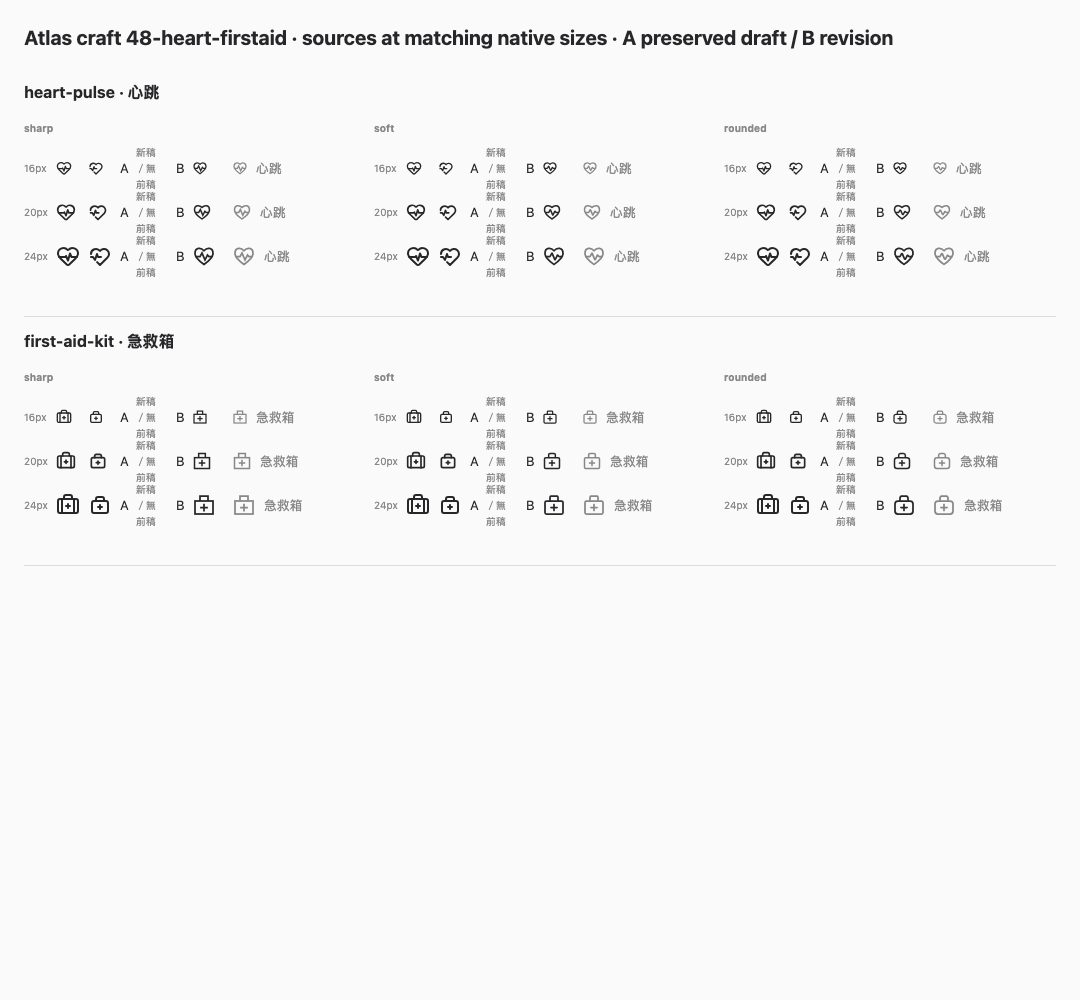 Atlas craft 48-heart-firstaid · sources at matching native sizes · A preserved draft / B revision
heart-pulse · 心跳
sharp
16px A 新稿 / 無前稿 B 心跳
20px A 新稿 / 無前稿 B 心跳
24px A 新稿 / 無前稿 B 心跳
soft
16px A 新稿 / 無前稿 B 心跳
20px A 新稿 / 無前稿 B 心跳
24px A 新稿 / 無前稿 B 心跳
rounded
16px A 新稿 / 無前稿 B 心跳
20px A 新稿 / 無前稿 B 心跳
24px A 新稿 / 無前稿 B 心跳
first-aid-kit · 急救箱
sharp
16px A 新稿 / 無前稿 B 急救箱
20px A 新稿 / 無前稿 B 急救箱
24px A 新稿 / 無前稿 B 急救箱
soft
16px A 新稿 / 無前稿 B 急救箱
20px A 新稿 / 無前稿 B 急救箱
24px A 新稿 / 無前稿 B 急救箱
rounded
16px A 新稿 / 無前稿 B 急救箱
20px A 新稿 / 無前稿 B 急救箱
24px A 新稿 / 無前稿 B 急救箱